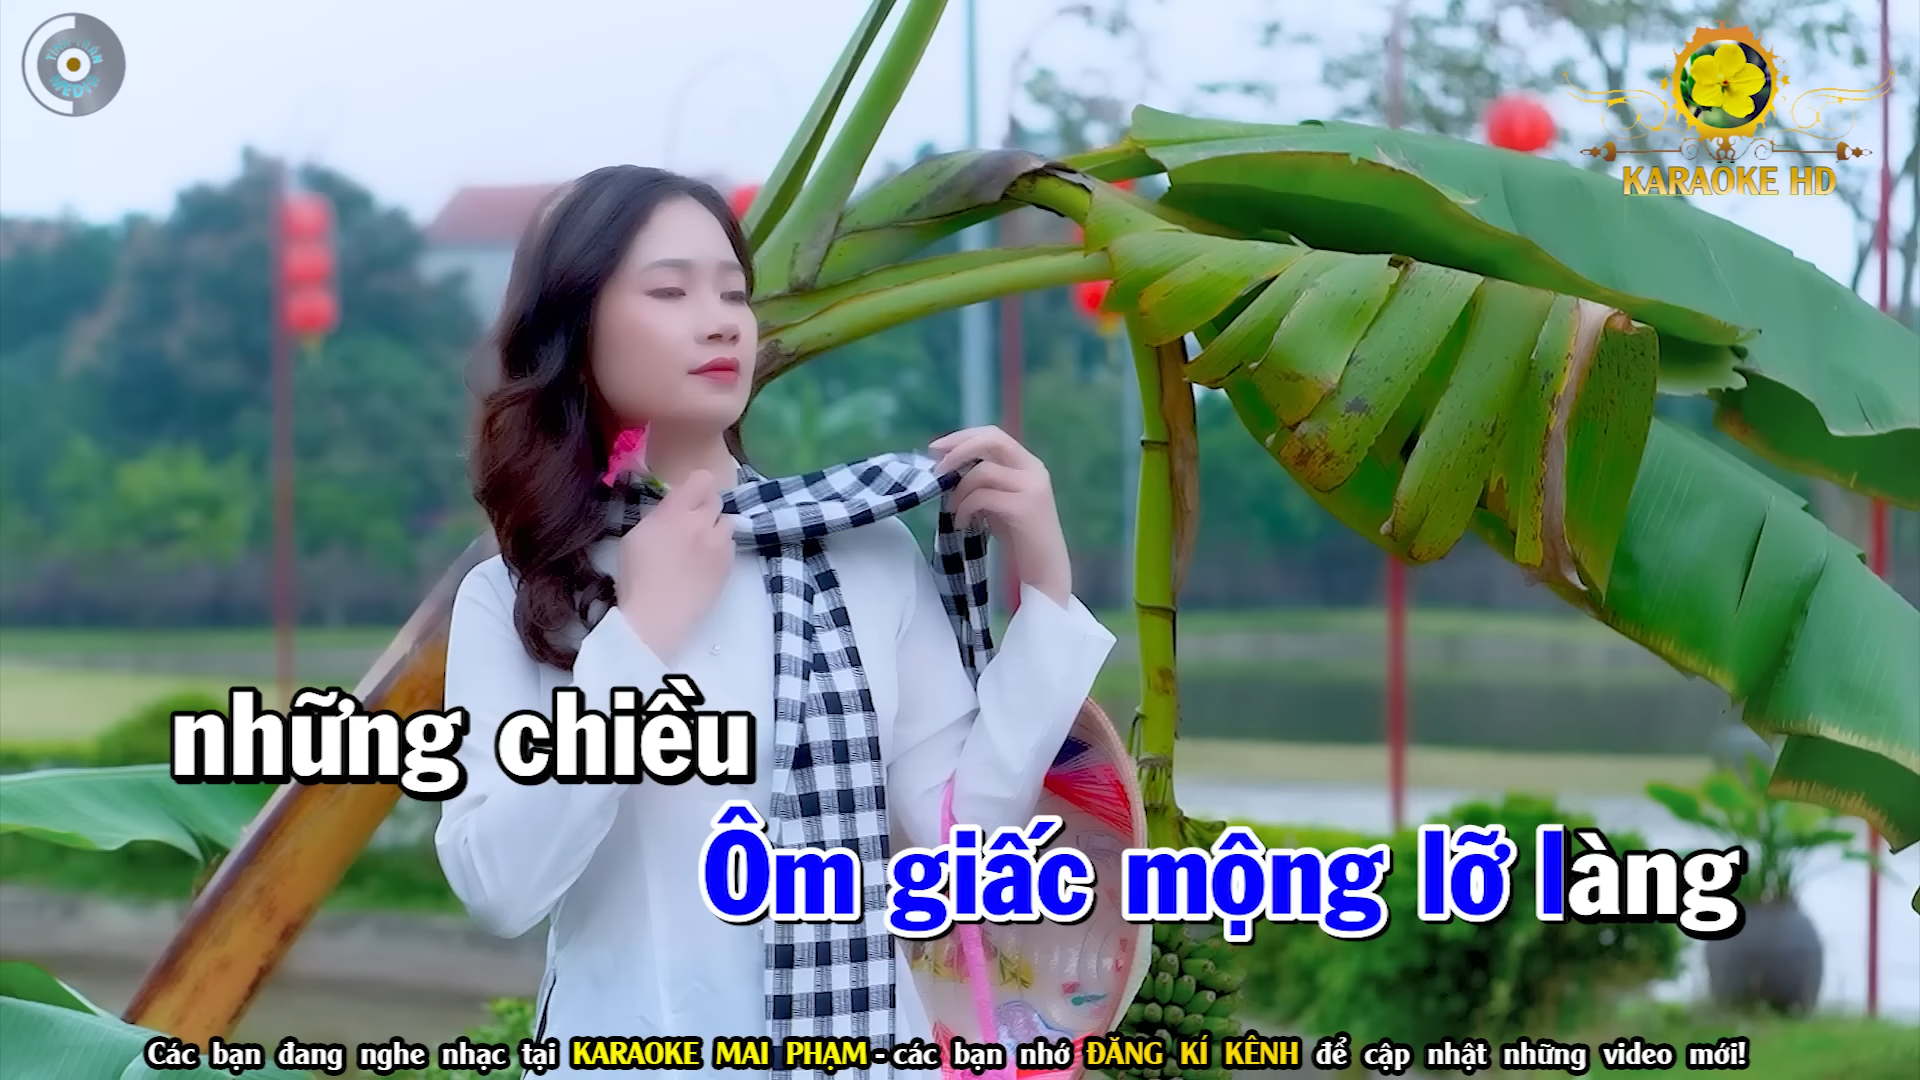 KARAOKE HD
những chiều
Ôm giấc mộng lỡ làng
Các bạn đang nghe nhạc tại KARAOKE MAI PHẠM - các bạn nhớ ĐĂNG KÍ KÊNH để cập nhật những video mới!